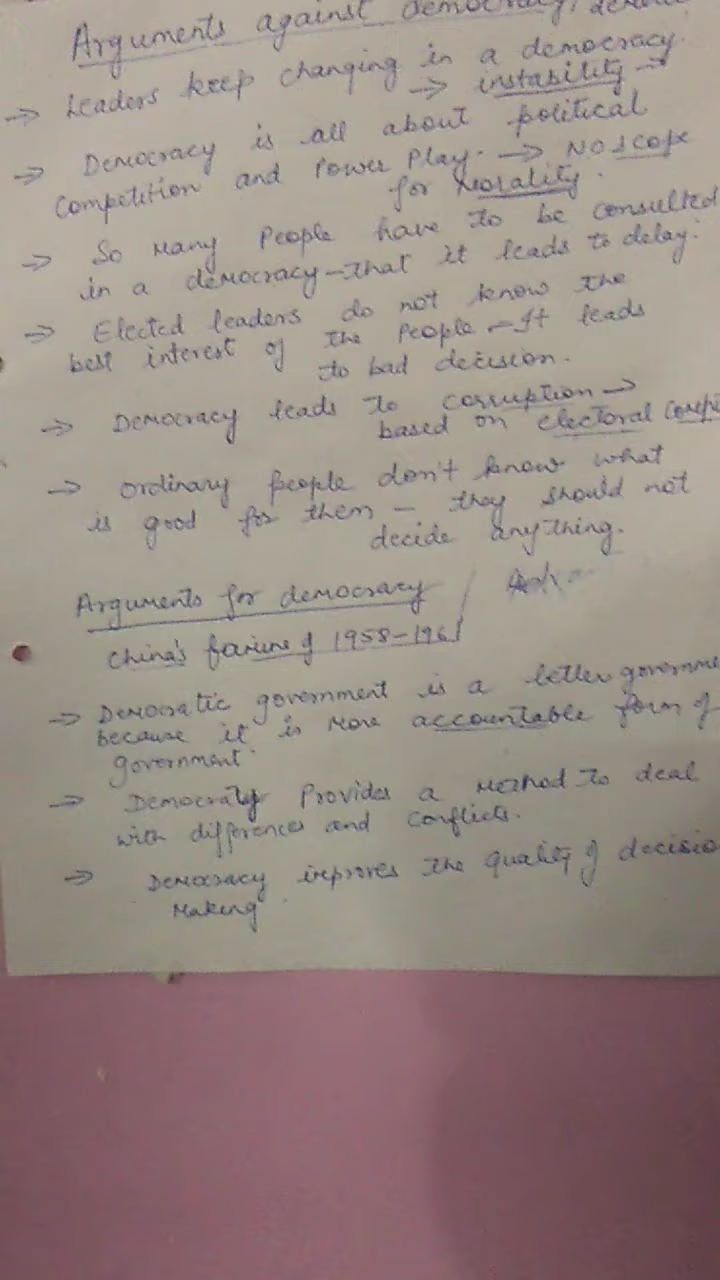 Arguments against democracy
→ Leaders keep changing in a democracy.
→ instability →
→ Democracy is all about political
competition and Power Play. → No scope
for Morality.
→ So Many People have to be consulted
in a democracy - that it leads to delay.
→ Elected leaders do not know the
best interest of the People - It leads
to bad decision.
→ Democracy leads to corruption →
based on electoral
→ Ordinary people don't know what
is good for them - they should not
decide anything.
Arguments for democracy
China's famine of 1958-1961
→ Democratic government is a better
because it is More accountable form of
government.
→ Democracy Provides a Method to deal
with differences and conflicts.
→ Democracy improves the quality of
Making.